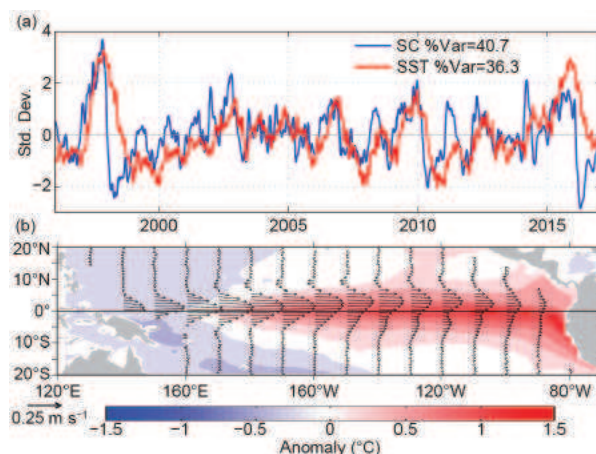 (a)
4
2
0
−2
Std. Dev.
SC %Var=40.7
SST %Var=36.3
2000 2005 2010 2015
(b)
20°N
10°N
0°
10°S
20°S
120°E 160°E 160°W 120°W 80°W
0.25 m s⁻¹
−1.5 −1 −0.5 0 0.5 1 1.5
Anomaly (°C)